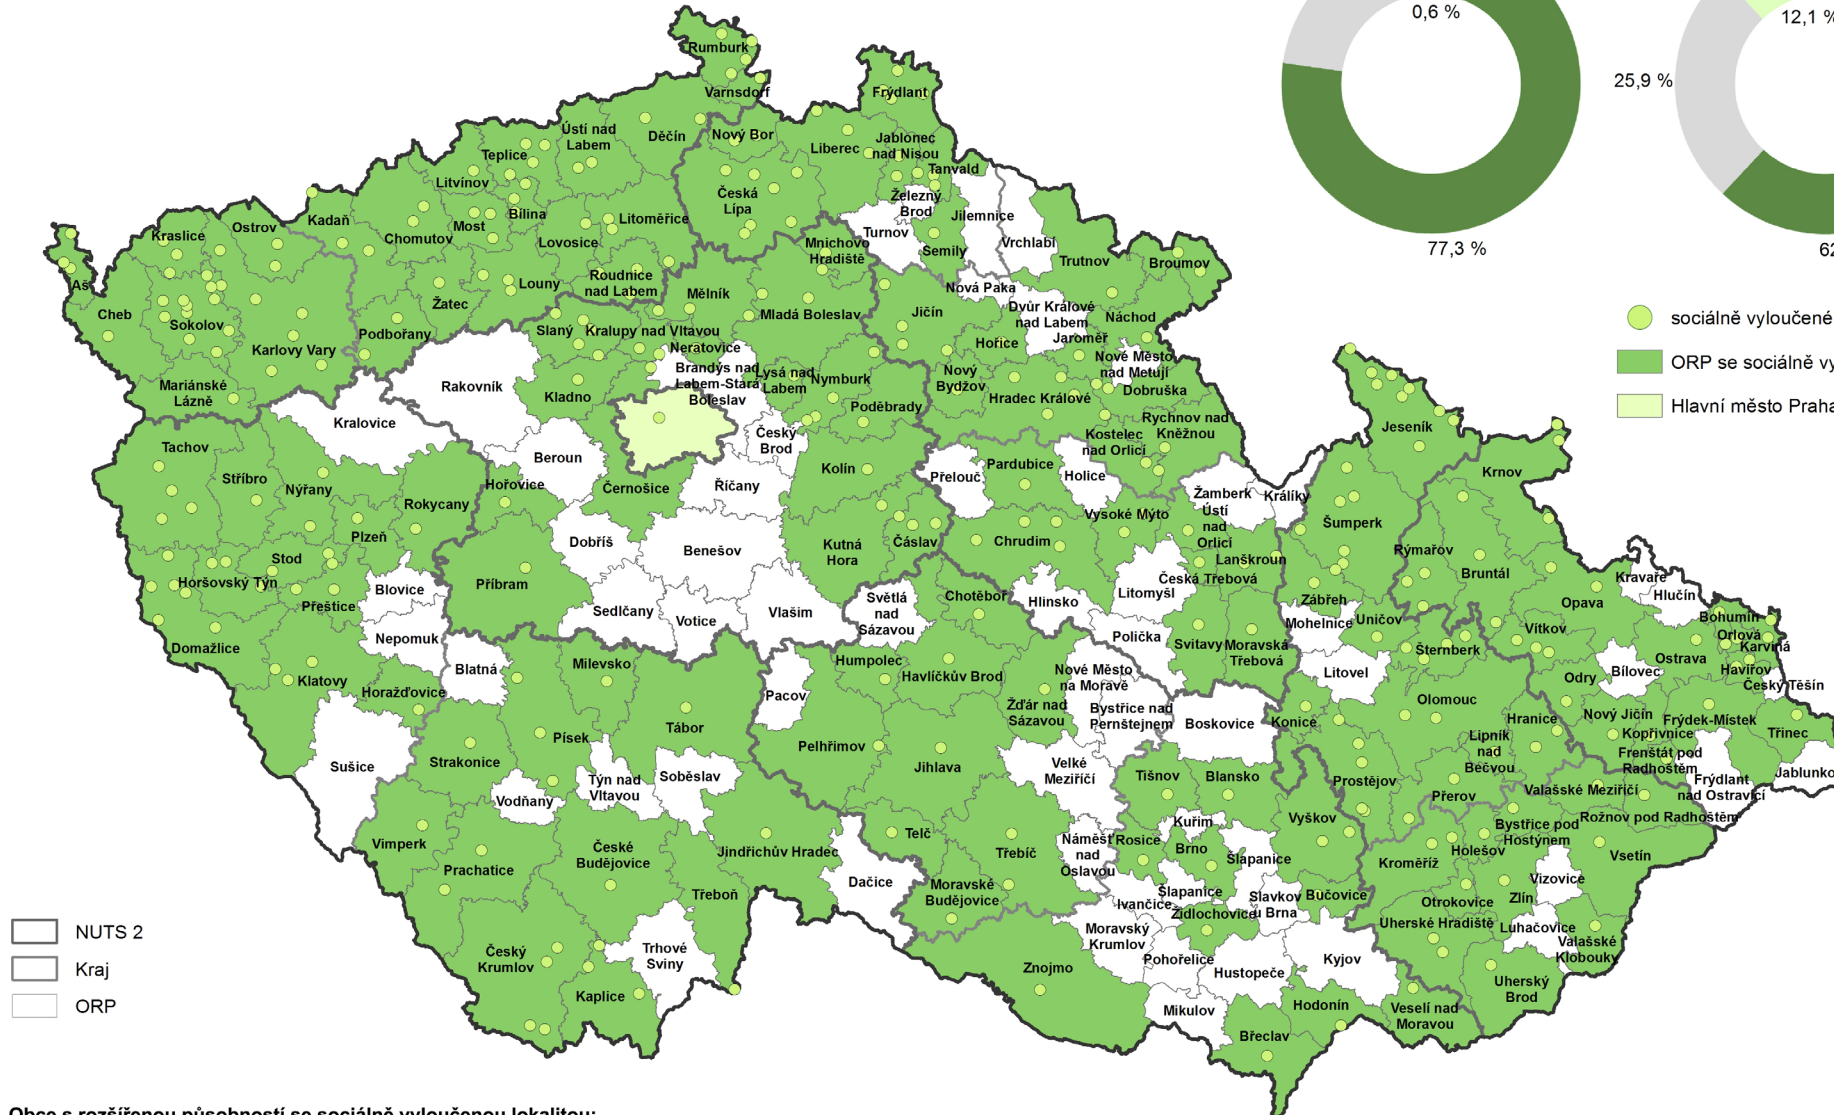 0,6 %
12,1 %
25,9 %
77,3 %
62
sociálně vyloučené
ORP se sociálně vy
Hlavní město Praha
Rumburk
Varnsdorf
Frýdlant
Ústí nad
Labem
Děčín
Nový Bor
Liberec
Jablonec
nad Nisou
Teplice
Tanvald
Litvínov
Česká
Lípa
Železný
Brod
Jilemnice
Kadaň
Bílina
Litoměřice
Most
Chomutov
Lovosice
Ostrov
Kraslice
Turnov
Semily
Vrchlabí
Mnichovo
Hradiště
Trutnov
Broumov
Aš
Roudnice
nad Labem
Louny
Žatec
Mělník
Nová Paka
Cheb
Sokolov
Karlovy Vary
Podbořany
Slaný
Kralupy nad Vltavou
Neratovice
Mladá Boleslav
Jičín
Dvůr Králové
nad Labem
Jaroměř
Náchod
Hořice
Nové Město
nad Metují
Mariánské
Lázně
Rakovník
Kladno
Brandýs nad
Labem-Stará
Boleslav
Lysá nad
Labem
Nymburk
Poděbrady
Nový
Bydžov
Hradec Králové
Dobruška
Rychnov nad
Kněžnou
Kralovice
Český
Brod
Kostelec
nad Orlicí
Jeseník
Tachov
Stříbro
Nýřany
Beroun
Hořovice
Černošice
Říčany
Kolín
Přelouč
Pardubice
Holice
Žamberk
Králíky
Krnov
Rokycany
Plzeň
Dobříš
Benešov
Kutná
Hora
Čáslav
Chrudim
Vysoké Mýto
Ústí
nad
Orlicí
Lanškroun
Šumperk
Rýmařov
Bruntál
Stod
Horšovský Týn
Přeštice
Blovice
Příbram
Sedlčany
Votice
Vlašim
Světlá
nad
Sázavou
Chotěboř
Hlinsko
Litomyšl
Česká Třebová
Zábřeh
Mohelnice
Uničov
Opava
Kravaře
Hlučín
Bohumín
Orlová
Karviná
Domažlice
Nepomuk
Blatná
Milevsko
Humpolec
Havlíčkův Brod
Polička
Svitavy
Moravská
Třebová
Litovel
Šternberk
Vítkov
Ostrava
Havířov
Český Těšín
Bílovec
Odry
Klatovy
Horažďovice
Pacov
Nové Město
na Moravě
Žďár nad
Sázavou
Bystřice nad
Pernštejnem
Boskovice
Konice
Olomouc
Hranice
Nový Jičín
Frýdek-Místek
Kopřivnice
Třinec
Písek
Tábor
Pelhřimov
Lipník
nad
Bečvou
Frenštát pod
Radhoštěm
Jablunko
Sušice
Strakonice
Vodňany
Týn nad
Vltavou
Soběslav
Jihlava
Velké
Meziříčí
Tišnov
Blansko
Prostějov
Přerov
Valašské Meziříčí
Frýdlant
nad Ostravicí
Rožnov pod Radhoštěm
Vimperk
Prachatice
České
Budějovice
Jindřichův Hradec
Telč
Třebíč
Náměšť
nad
Oslavou
Kuřim
Rosice
Brno
Šlapanice
Vyškov
Bystřice pod
Hostýnem
Holešov
Kroměříž
Vsetín
Třeboň
Dačice
Moravské
Budějovice
Šlapanice
Ivančice
Židlochovice
Slavkov
u Brna
Bučovice
Vizovice
Zlín
Otrokovice
Uherské Hradiště
Luhačovice
Valašské
Klobouky
Český
Krumlov
Trhové
Sviny
Kaplice
Znojmo
Moravský
Krumlov
Pohořelice
Hustopeče
Kyjov
Mikulov
Hodonín
Břeclav
Veselí nad
Moravou
Uherský
Brod
NUTS 2
Kraj
ORP
Obce s rozšířenou působností se sociálně vyloučenou lokalitou: